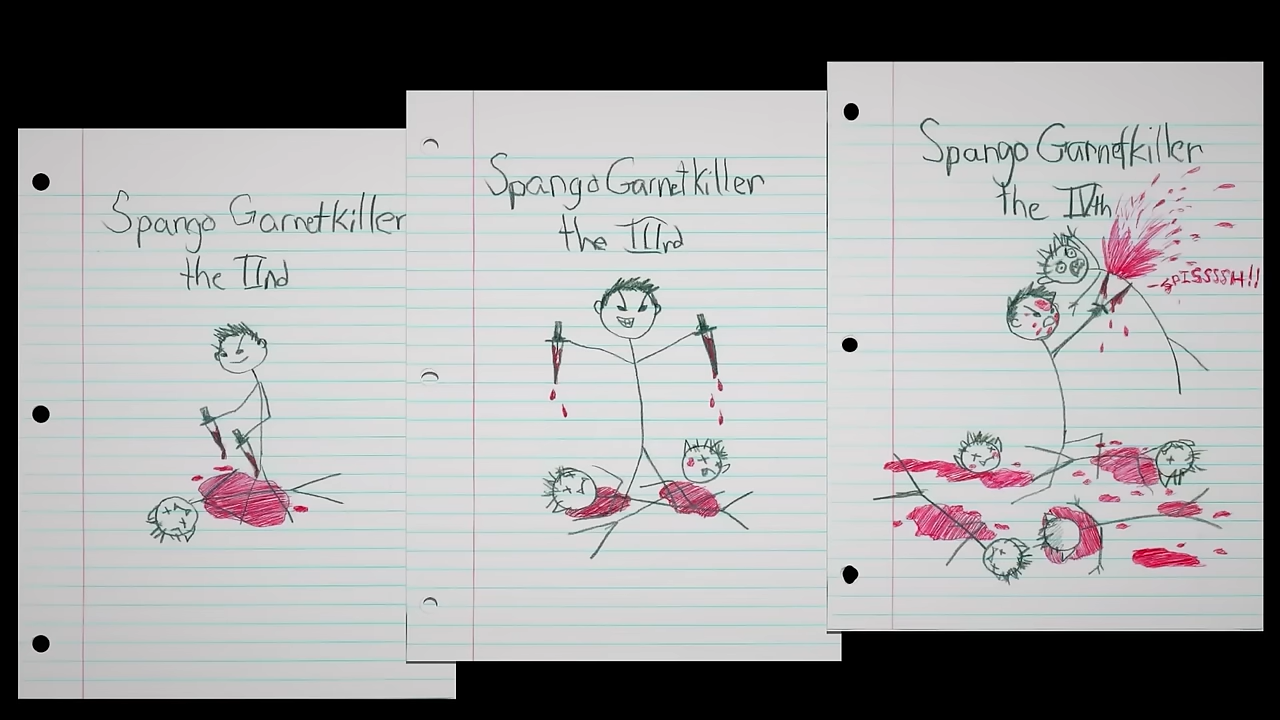 Spango Garnetkiller
the IInd
Spango Garnetkiller
the IIIrd
Spango Garnetkiller
the IVth
SPISSSSH!!